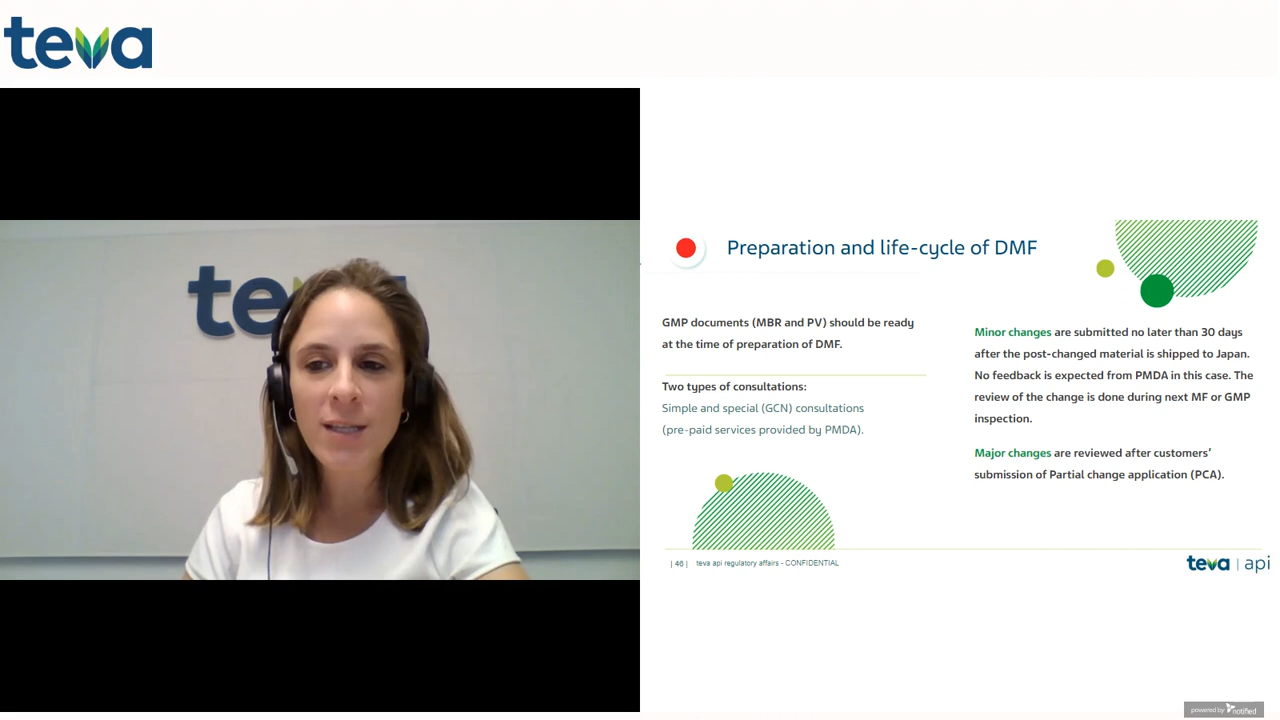 teva
te
Preparation and life-cycle of DMF
GMP documents (MBR and PV) should be ready
at the time of preparation of DMF.
Two types of consultations:
Simple and special (GCN) consultations
(pre-paid services provided by PMDA).
Minor changes are submitted no later than 30 days
after the post-changed material is shipped to Japan.
No feedback is expected from PMDA in this case. The
review of the change is done during next MF or GMP
inspection.
Major changes are reviewed after customers’
submission of Partial change application (PCA).
| 46 | teva api regulatory affairs - CONFIDENTIAL
teva | api
powered by notified